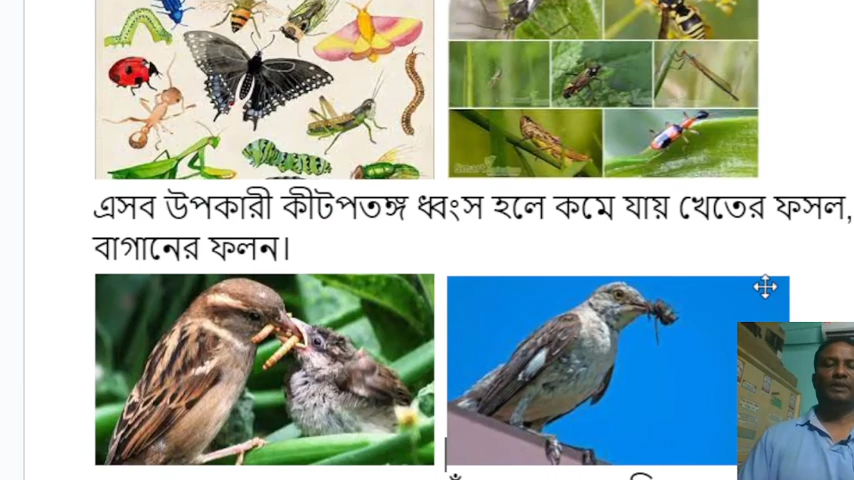 এসব উপকারী কীটপতঙ্গ ধ্বংস হলে কমে যায় খেতের ফসল,
বাগানের ফলন।